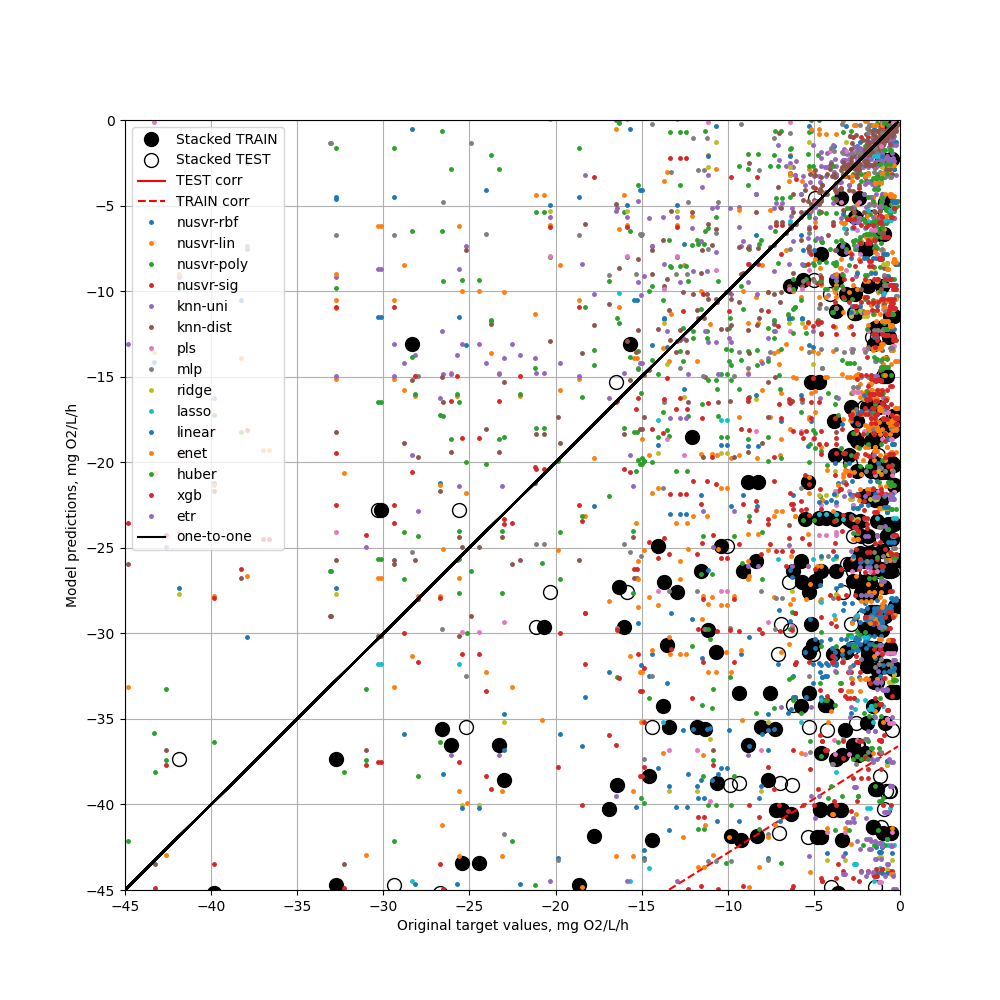 0
−5
−10
−15
−20
−25
−30
−35
−40
−45
Model predictions, mg O2/L/h
Stacked TRAIN
Stacked TEST
TEST corr
TRAIN corr
nusvr-rbf
nusvr-lin
nusvr-poly
nusvr-sig
knn-uni
knn-dist
pls
mlp
ridge
lasso
linear
enet
huber
xgb
etr
one-to-one
−45 −40 −35 −30 −25 −20 −15 −10 −5 0
Original target values, mg O2/L/h